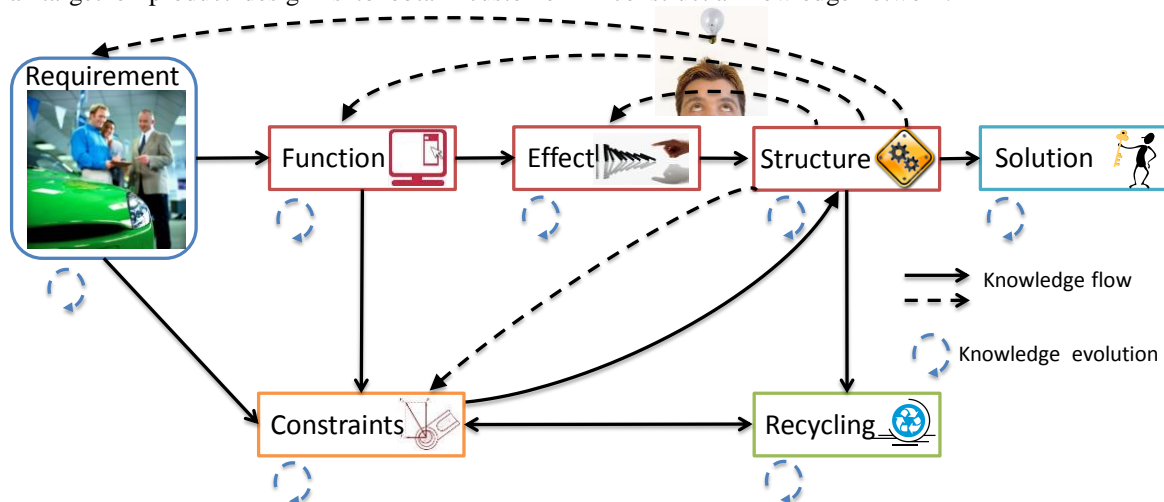 Requirement
Function
Effect
Structure
Solution
Knowledge flow
Knowledge evolution
Constraints
Recycling